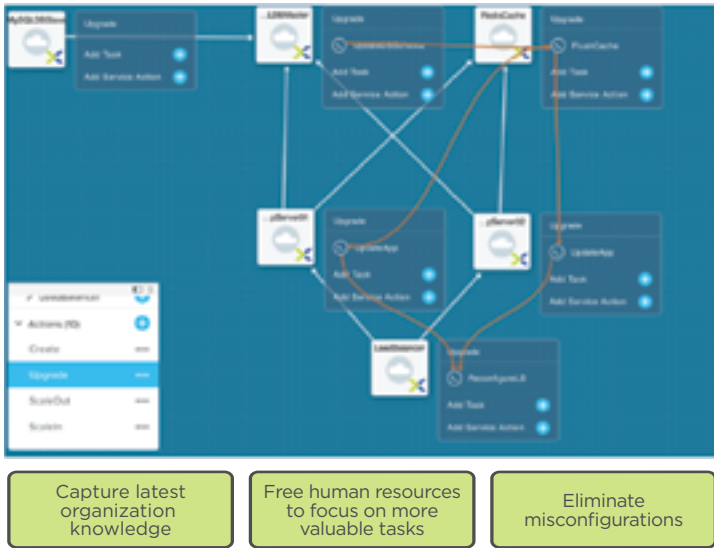 Upgrade
Add Task
Add Service Action
RedisCache
Upgrade
Add Task
Add Service Action
Upgrade
FlushCache
Add Task
Add Service Action
Upgrade
UpdateApp
Add Task
Add Service Action
Upgrade
UpdateApp
Add Task
Add Service Action
Upgrade
ReconfigureLB
Add Task
Add Service Action
Actions (10)
Create
Upgrade
ScaleOut
ScaleIn
Capture latest
organization
knowledge
Free human resources
to focus on more
valuable tasks
Eliminate
misconfigurations